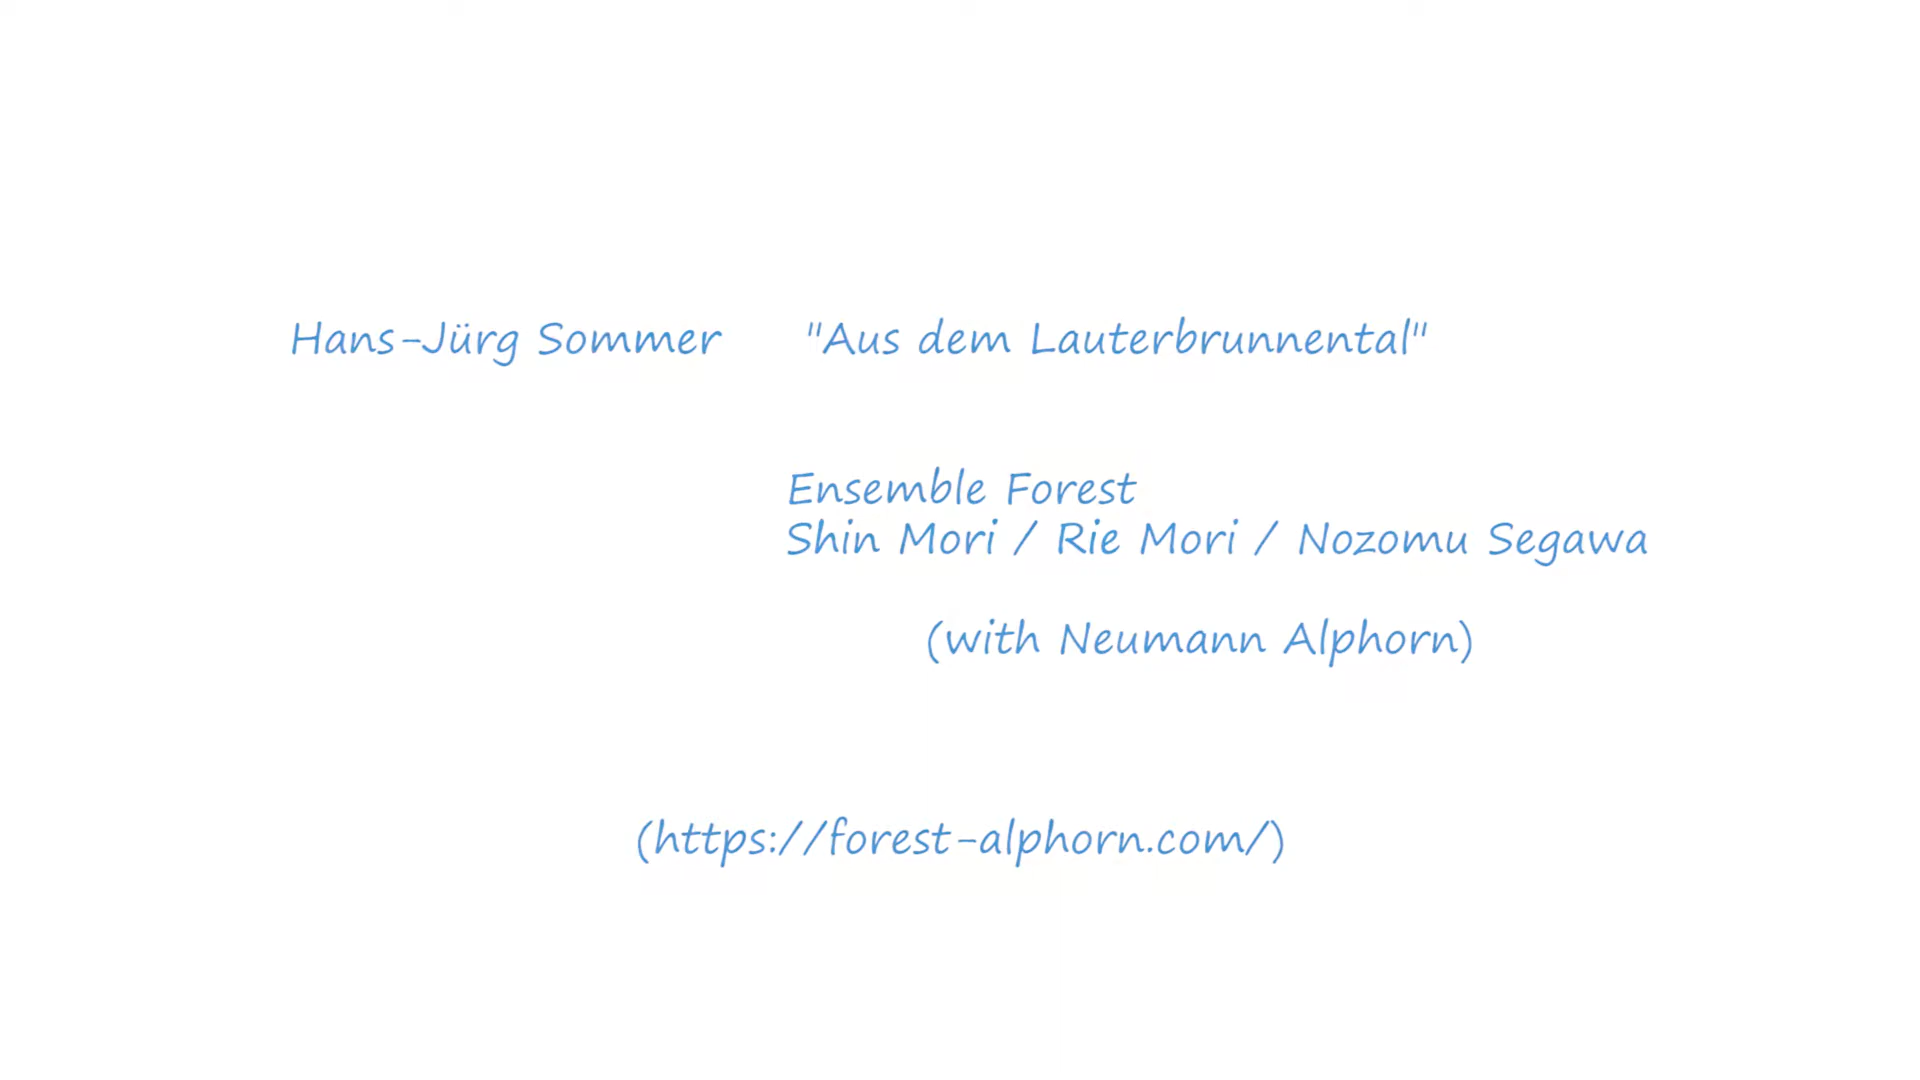 Hans-Jürg Sommer "Aus dem Lauterbrunnental"
Ensemble Forest
Shin Mori / Rie Mori / Nozomu Segawa
(with Neumann Alphorn)
(https://forest-alphorn.com/)